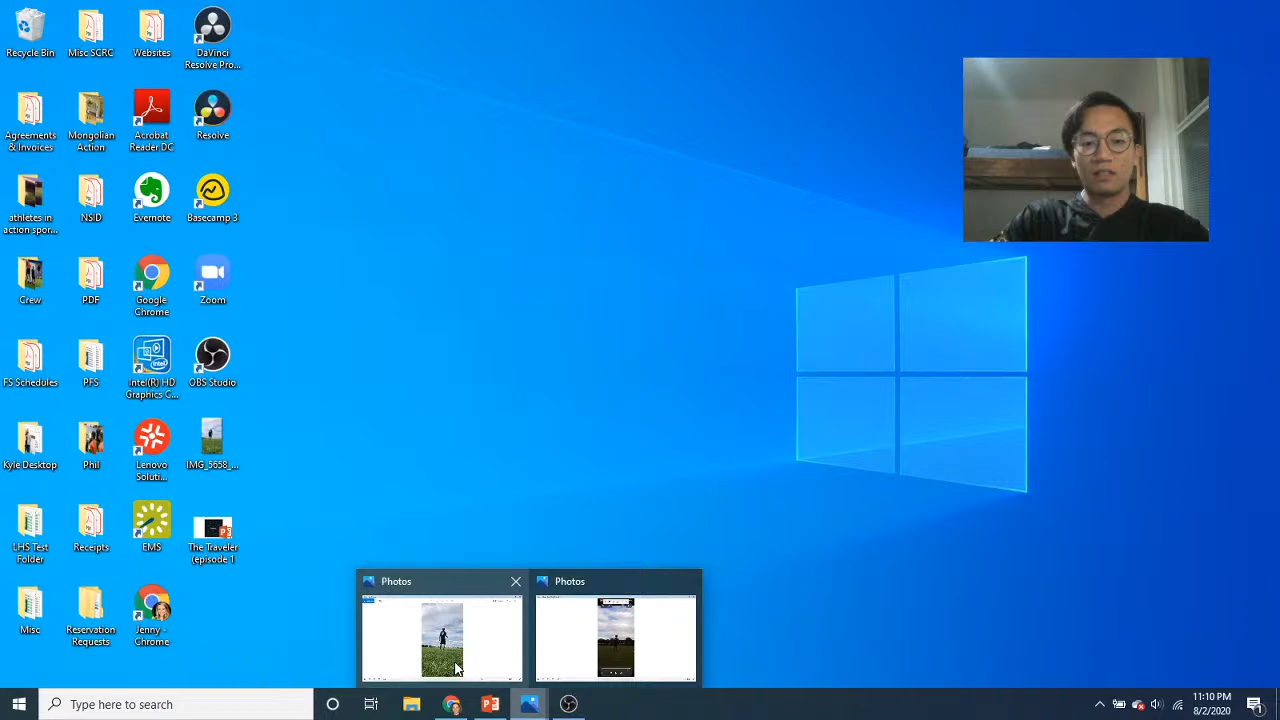 Recycle Bin
Misc SCRC
Websites
DaVinci
Resolve Pro...
Agreements
& Invoices
Mongolian
Action
Acrobat
Reader DC
Resolve
athletes in
action spor...
NSID
Evernote
Basecamp 3
Crew
PDF
Google
Chrome
Zoom
FS Schedules
PFS
Intel(R) HD
Graphics C...
OBS Studio
Kyle Desktop
Phil
Lenovo
Soluti...
IMG_5658_...
LHS Test
Folder
Receipts
EMS
The Traveler
(episode 1
Misc
Reservation
Requests
Jenny -
Chrome
Photos
Photos
Type here to search
11:10 PM
8/2/2020